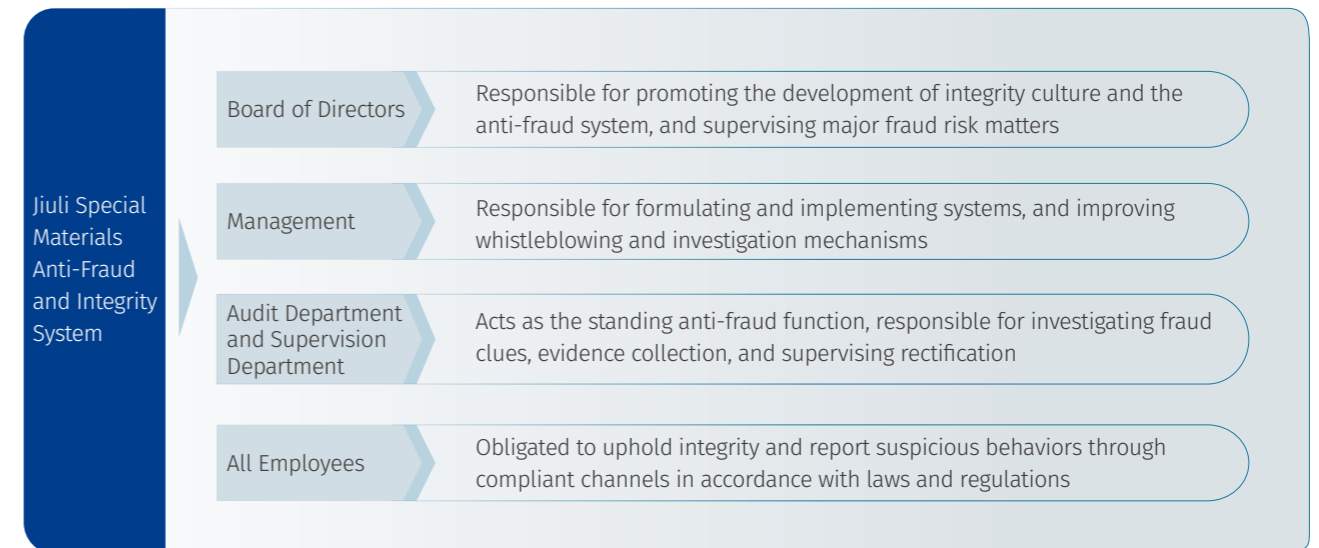 Jiuli Special
Materials
Anti-Fraud
and Integrity
System
Board of Directors
Responsible for promoting the development of integrity culture and the
anti-fraud system, and supervising major fraud risk matters
Management
Responsible for formulating and implementing systems, and improving
whistleblowing and investigation mechanisms
Audit Department
and Supervision
Department
Acts as the standing anti-fraud function, responsible for investigating fraud
clues, evidence collection, and supervising rectification
All Employees
Obligated to uphold integrity and report suspicious behaviors through
compliant channels in accordance with laws and regulations